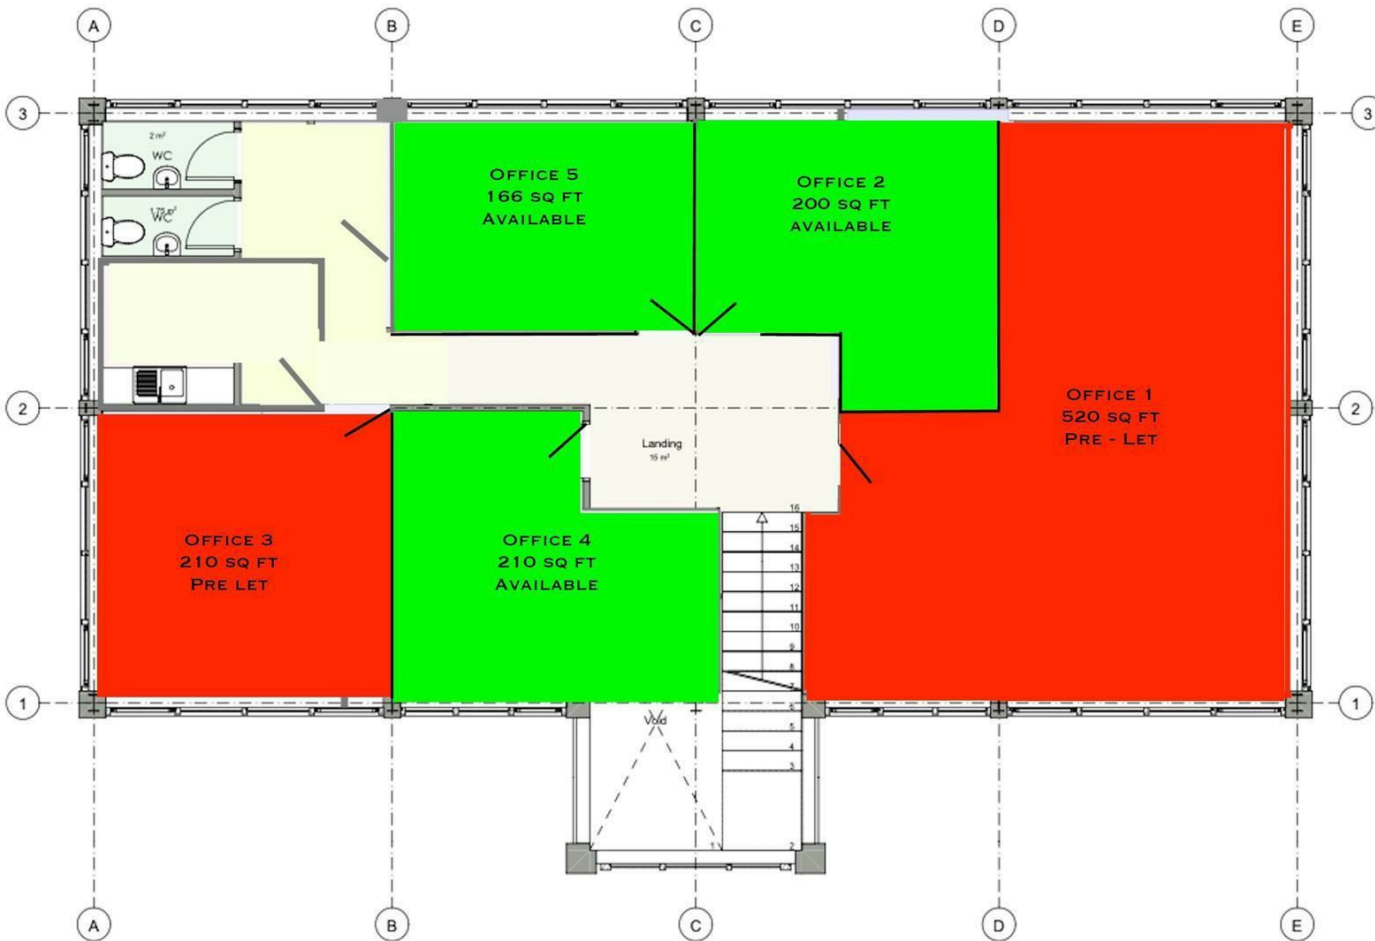 A B C D E
3 3
2 m²
WC
WC
OFFICE 5
166 SQ FT
AVAILABLE
OFFICE 2
200 SQ FT
AVAILABLE
OFFICE 1
520 SQ FT
PRE - LET
2 2
Landing
15 m²
OFFICE 3
210 SQ FT
PRE LET
OFFICE 4
210 SQ FT
AVAILABLE
16
15
14
13
12
11
10
9
8
7
6
5
4
3
1 1
Void
1 2
A B C D E